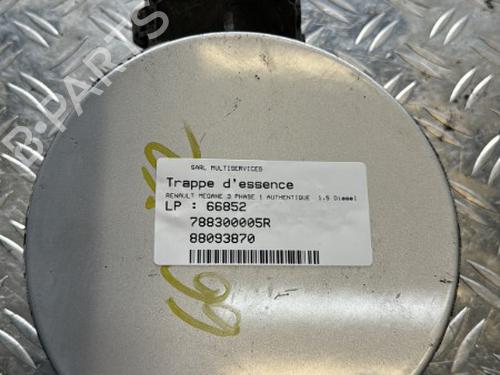 B-PARTS
SARL MULTISERVICES
Trappe d'essence
RENAULT MEGANE 3 PHASE 1 AUTHENTIQUE 1.5 Diesel
LP : 66852
788300005R
88093870